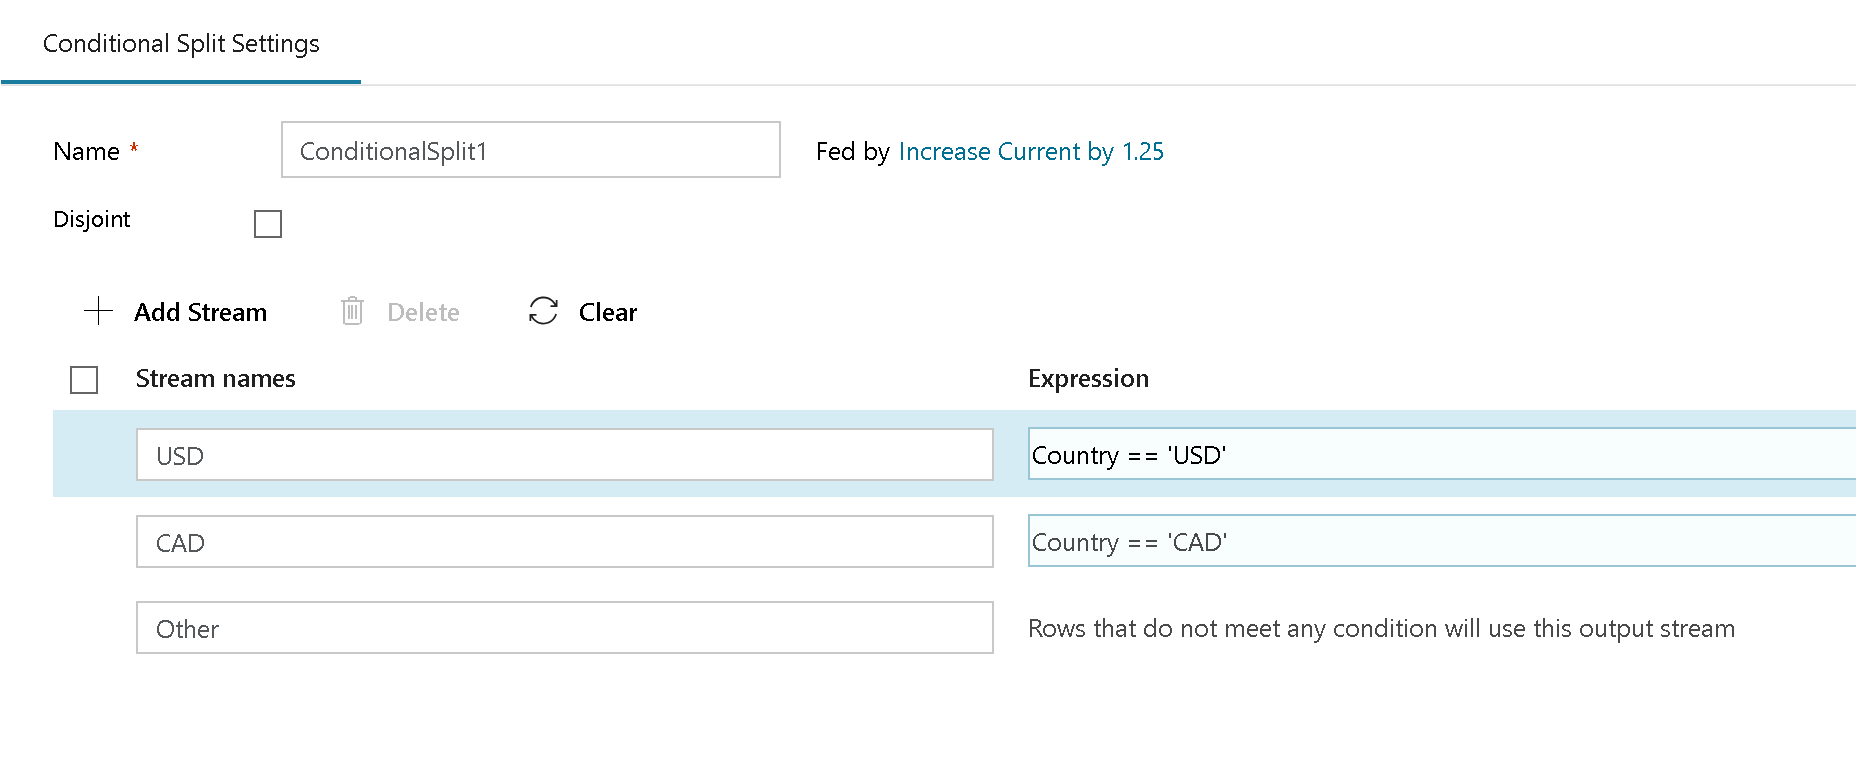 Conditional Split Settings
Name * ConditionalSplit1 Fed by Increase Current by 1.25
Disjoint
Add Stream Delete Clear
Stream names Expression
USD Country == 'USD'
CAD Country == 'CAD'
Other Rows that do not meet any condition will use this output stream